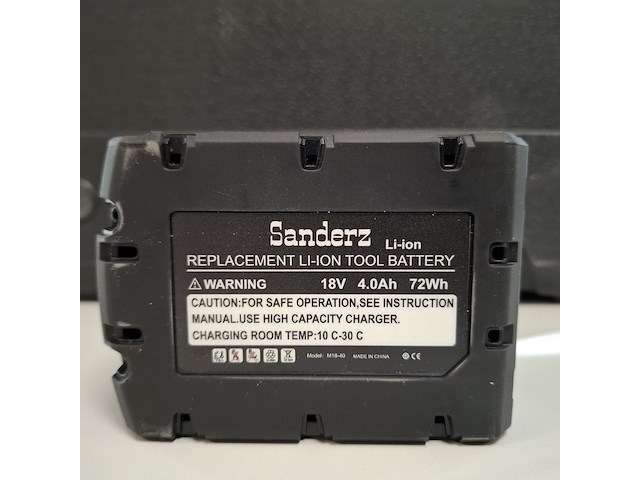 Sanderz Li-ion
REPLACEMENT LI-ION TOOL BATTERY
⚠ WARNING 18V 4.0Ah 72Wh
CAUTION:FOR SAFE OPERATION,SEE INSTRUCTION
MANUAL.USE HIGH CAPACITY CHARGER.
CHARGING ROOM TEMP:10 C-30 C
Model: M18-40 MADE IN CHINA CE